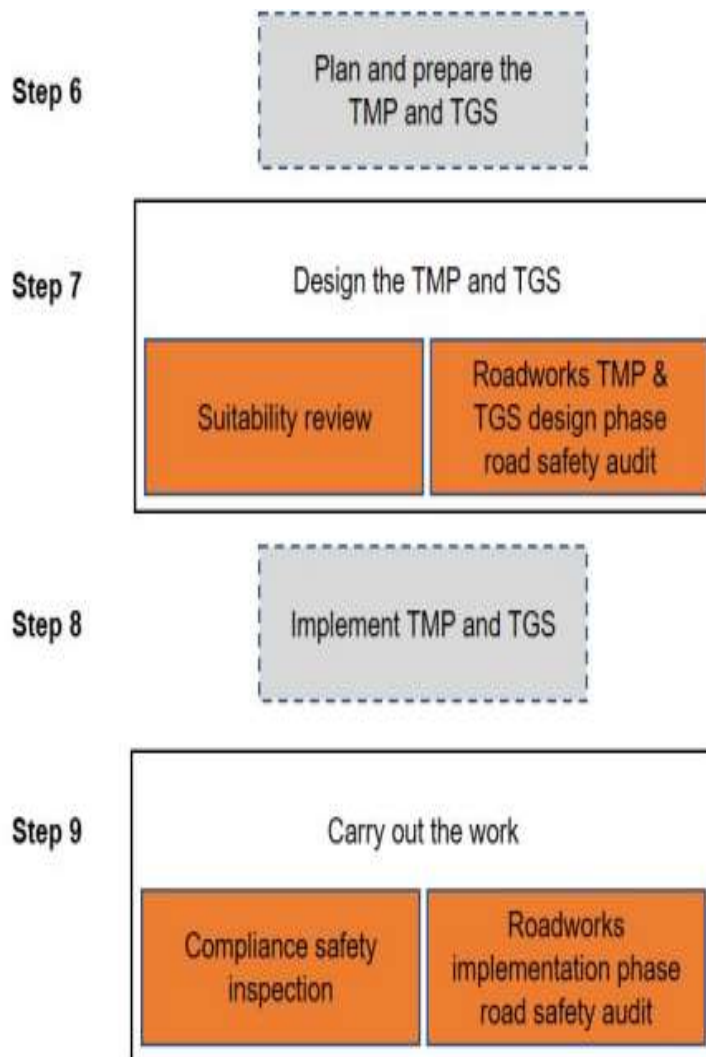 Step 6
Plan and prepare the
TMP and TGS
Step 7
Design the TMP and TGS
Suitability review
Roadworks TMP &
TGS design phase
road safety audit
Step 8
Implement TMP and TGS
Step 9
Carry out the work
Compliance safety
inspection
Roadworks
implementation phase
road safety audit